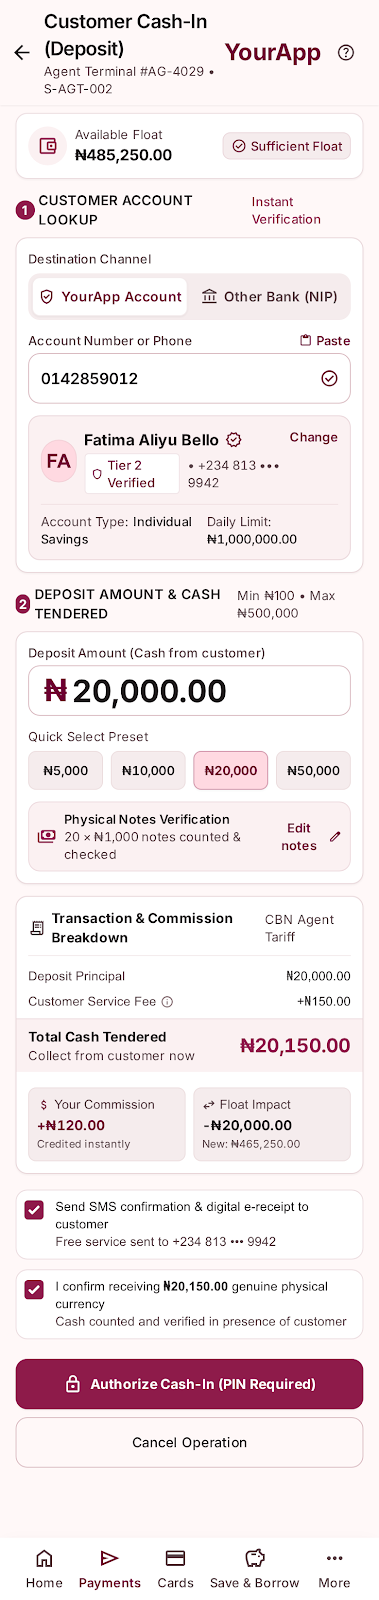 Customer Cash-In
(Deposit)
Agent Terminal #AG-4029 •
S-AGT-002
YourApp
Available Float
₦485,250.00
Sufficient Float
1
CUSTOMER ACCOUNT
LOOKUP
Instant
Verification
Destination Channel
YourApp Account
Other Bank (NIP)
Account Number or Phone
Paste
0142859012
FA
Fatima Aliyu Bello
Change
Tier 2
Verified
• +234 813 •••
9942
Account Type: Individual
Savings
Daily Limit:
₦1,000,000.00
2
DEPOSIT AMOUNT & CASH
TENDERED
Min ₦100 • Max
₦500,000
Deposit Amount (Cash from customer)
₦ 20,000.00
Quick Select Preset
₦5,000
₦10,000
₦20,000
₦50,000
Physical Notes Verification
20 × ₦1,000 notes counted &
checked
Edit
notes
Transaction & Commission
Breakdown
CBN Agent
Tariff
Deposit Principal
₦20,000.00
Customer Service Fee
+₦150.00
Total Cash Tendered
Collect from customer now
₦20,150.00
$ Your Commission
+₦120.00
Credited instantly
Float Impact
-₦20,000.00
New: ₦465,250.00
Send SMS confirmation & digital e-receipt to
customer
Free service sent to +234 813 ••• 9942
I confirm receiving ₦20,150.00 genuine physical
currency
Cash counted and verified in presence of customer
Authorize Cash-In (PIN Required)
Cancel Operation
Home
Payments
Cards
Save & Borrow
More